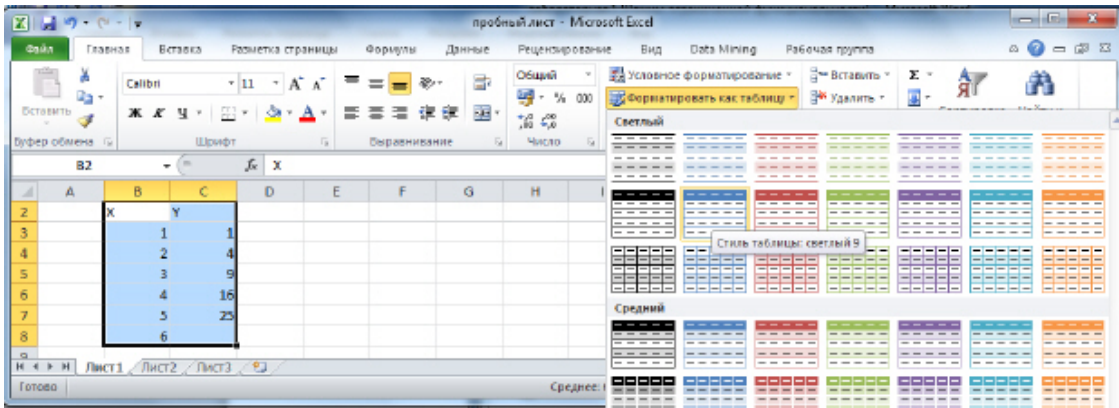 пробный лист - Microsoft Excel
Файл Главная Вставка Разметка страницы Формулы Данные Рецензирование Вид Data Mining Рабочая группа
Calibri 11 Общий Условное форматирование Вставить Σ
Вставить Ж К Ч % 000 Форматировать как таблицу Удалить
Буфер обмена Шрифт Выравнивание Число
Светлый
B2 fx X
A B C D E F G H I
2 X Y
3 1 1
4 2 4
5 3 9
6 4 16
7 5 25
8 6
Стиль таблицы: светлый 9
Средний
Лист1 Лист2 Лист3
Готово Среднее: